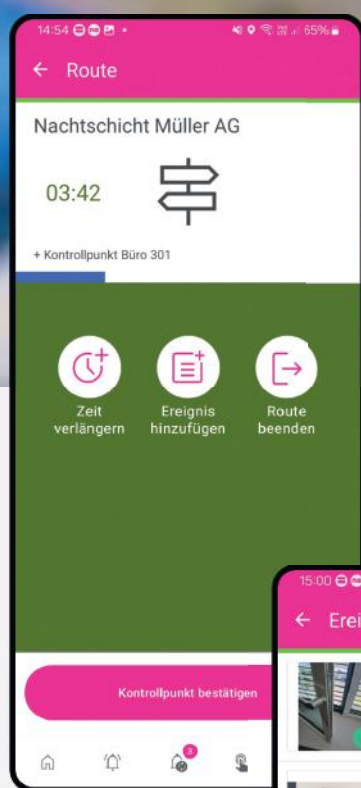 14:54
65%
← Route
Nachtschicht Müller AG
03:42
+ Kontrollpunkt Büro 301
Zeit verlängern
Ereignis hinzufügen
Route beenden
Kontrollpunkt bestätigen
3
15:00
← Erei